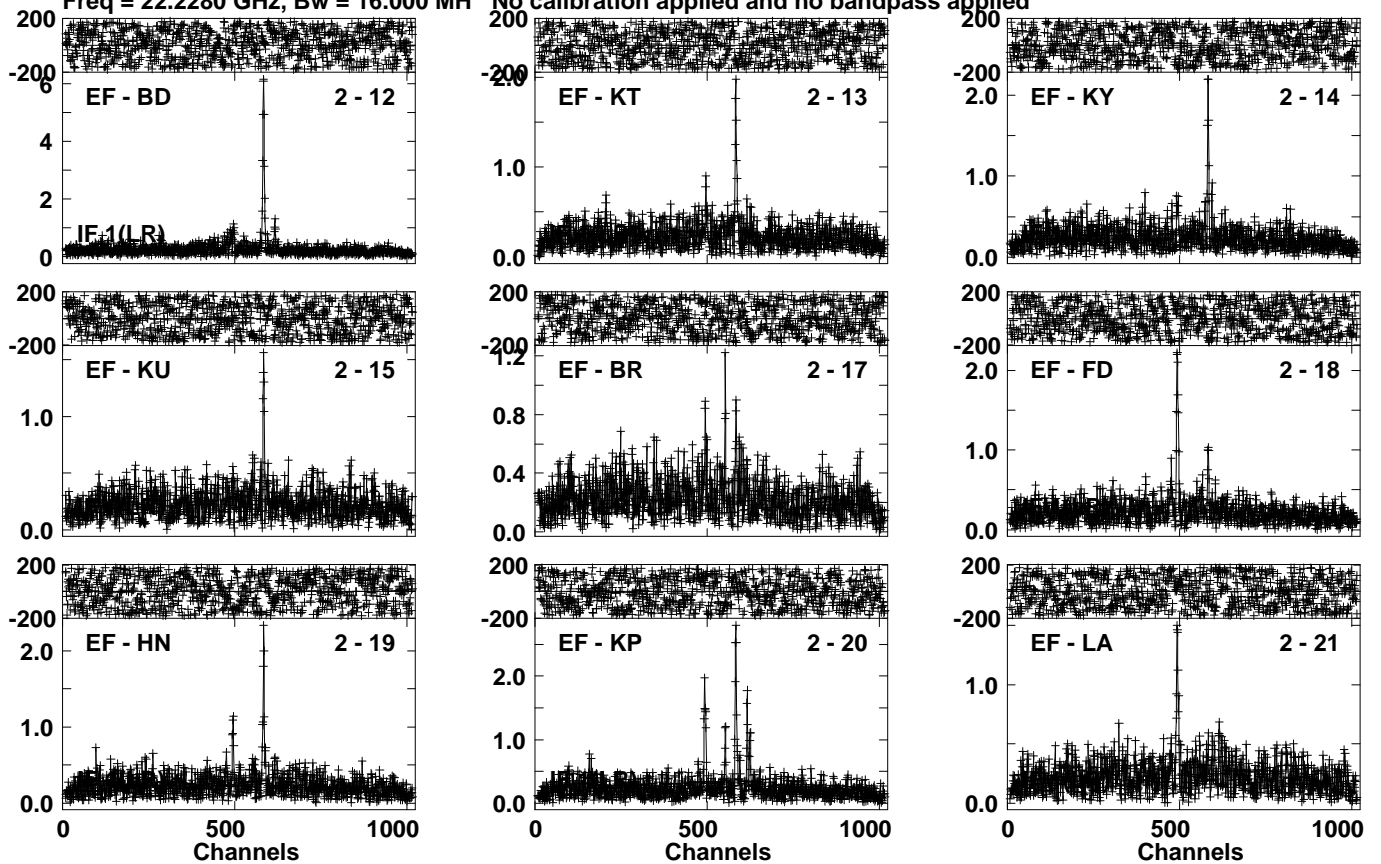 Freq = 22.2280 GHz, Bw = 16.000 MH No calibration applied and no bandpass applied
200 200 200
-200 -200 -200
EF - BD 2 - 12 EF - KT 2 - 13 EF - KY 2 - 14
6 2.0 2.0
4
2 1.0 1.0
IF 1(LR)
0 0.0 0.0
200 200 200
-200 -200 -200
EF - KU 2 - 15 EF - BR 2 - 17 EF - FD 2 - 18
1.2 2.0
1.0 0.8 1.0
0.4
0.0 0.0 0.0
200 200 200
-200 -200 -200
EF - HN 2 - 19 EF - KP 2 - 20 EF - LA 2 - 21
2.0 2.0
1.0 1.0 1.0
0.0 0.0 0.0
0 500 1000 0 500 1000 0 500 1000
Channels Channels